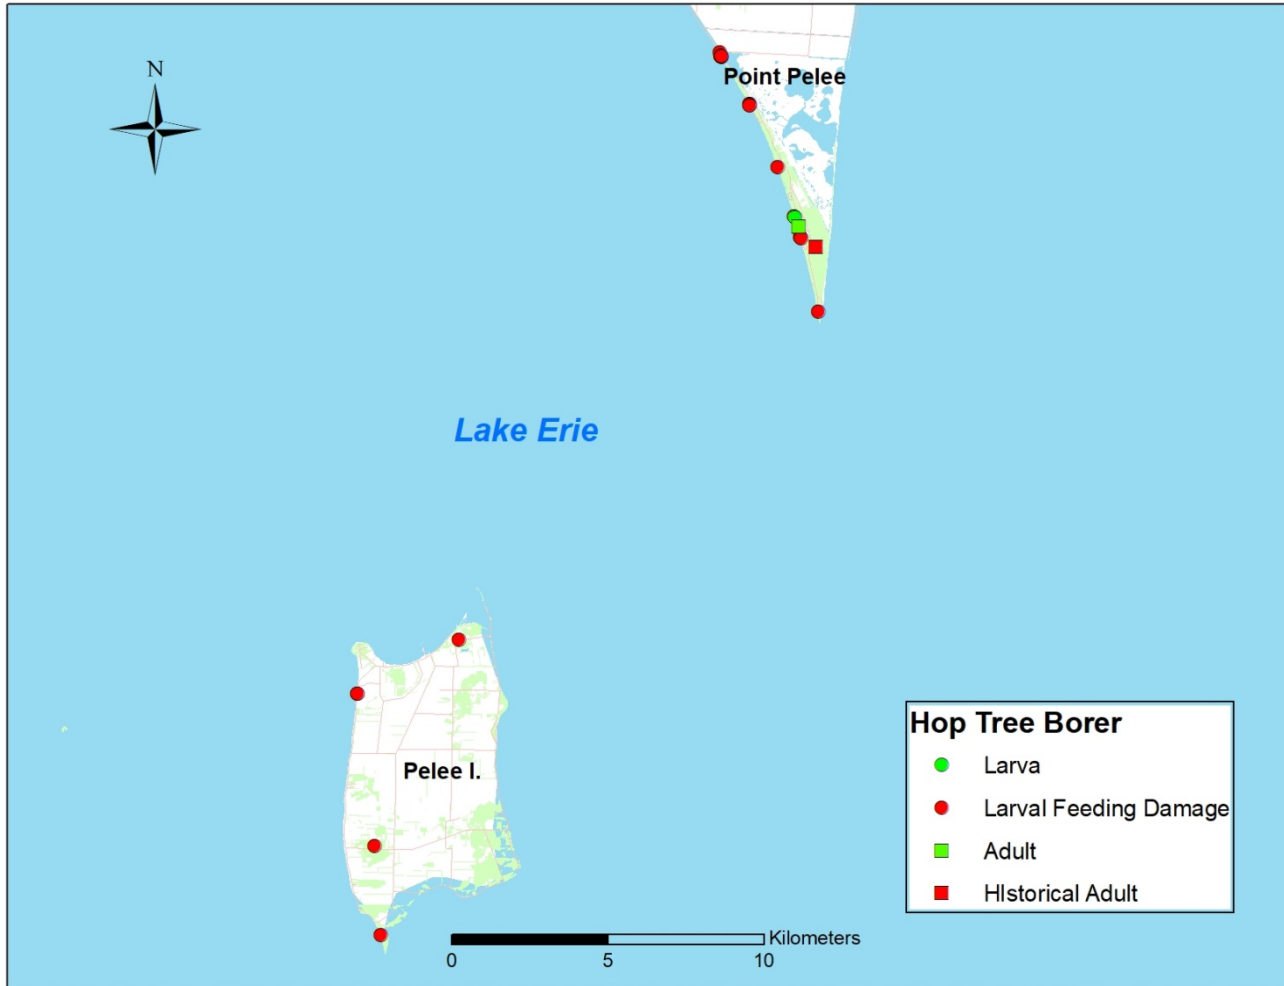 N
Point Pelee
Lake Erie
Pelee I.
Hop Tree Borer
Larva
Larval Feeding Damage
Adult
HIstorical Adult
Kilometers
0 5 10